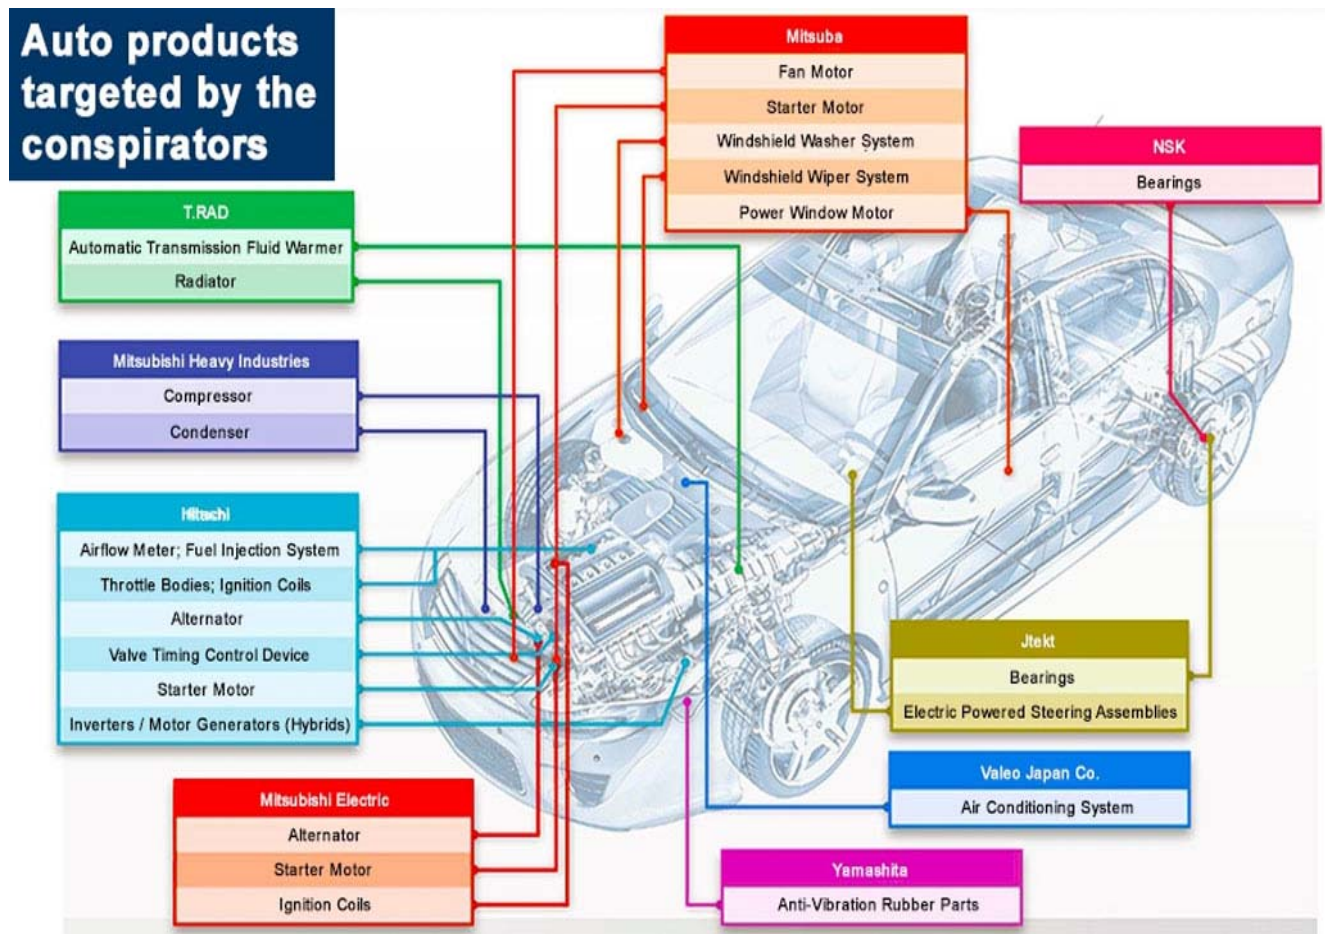 Auto products
targeted by the
conspirators
Mitsuba
Fan Motor
Starter Motor
Windshield Washer System
Windshield Wiper System
Power Window Motor
NSK
Bearings
T.RAD
Automatic Transmission Fluid Warmer
Radiator
Mitsubishi Heavy Industries
Compressor
Condenser
Hitachi
Airflow Meter; Fuel Injection System
Throttle Bodies; Ignition Coils
Alternator
Valve Timing Control Device
Starter Motor
Inverters / Motor Generators (Hybrids)
Jtekt
Bearings
Electric Powered Steering Assemblies
Valeo Japan Co.
Air Conditioning System
Mitsubishi Electric
Alternator
Starter Motor
Ignition Coils
Yamashita
Anti-Vibration Rubber Parts